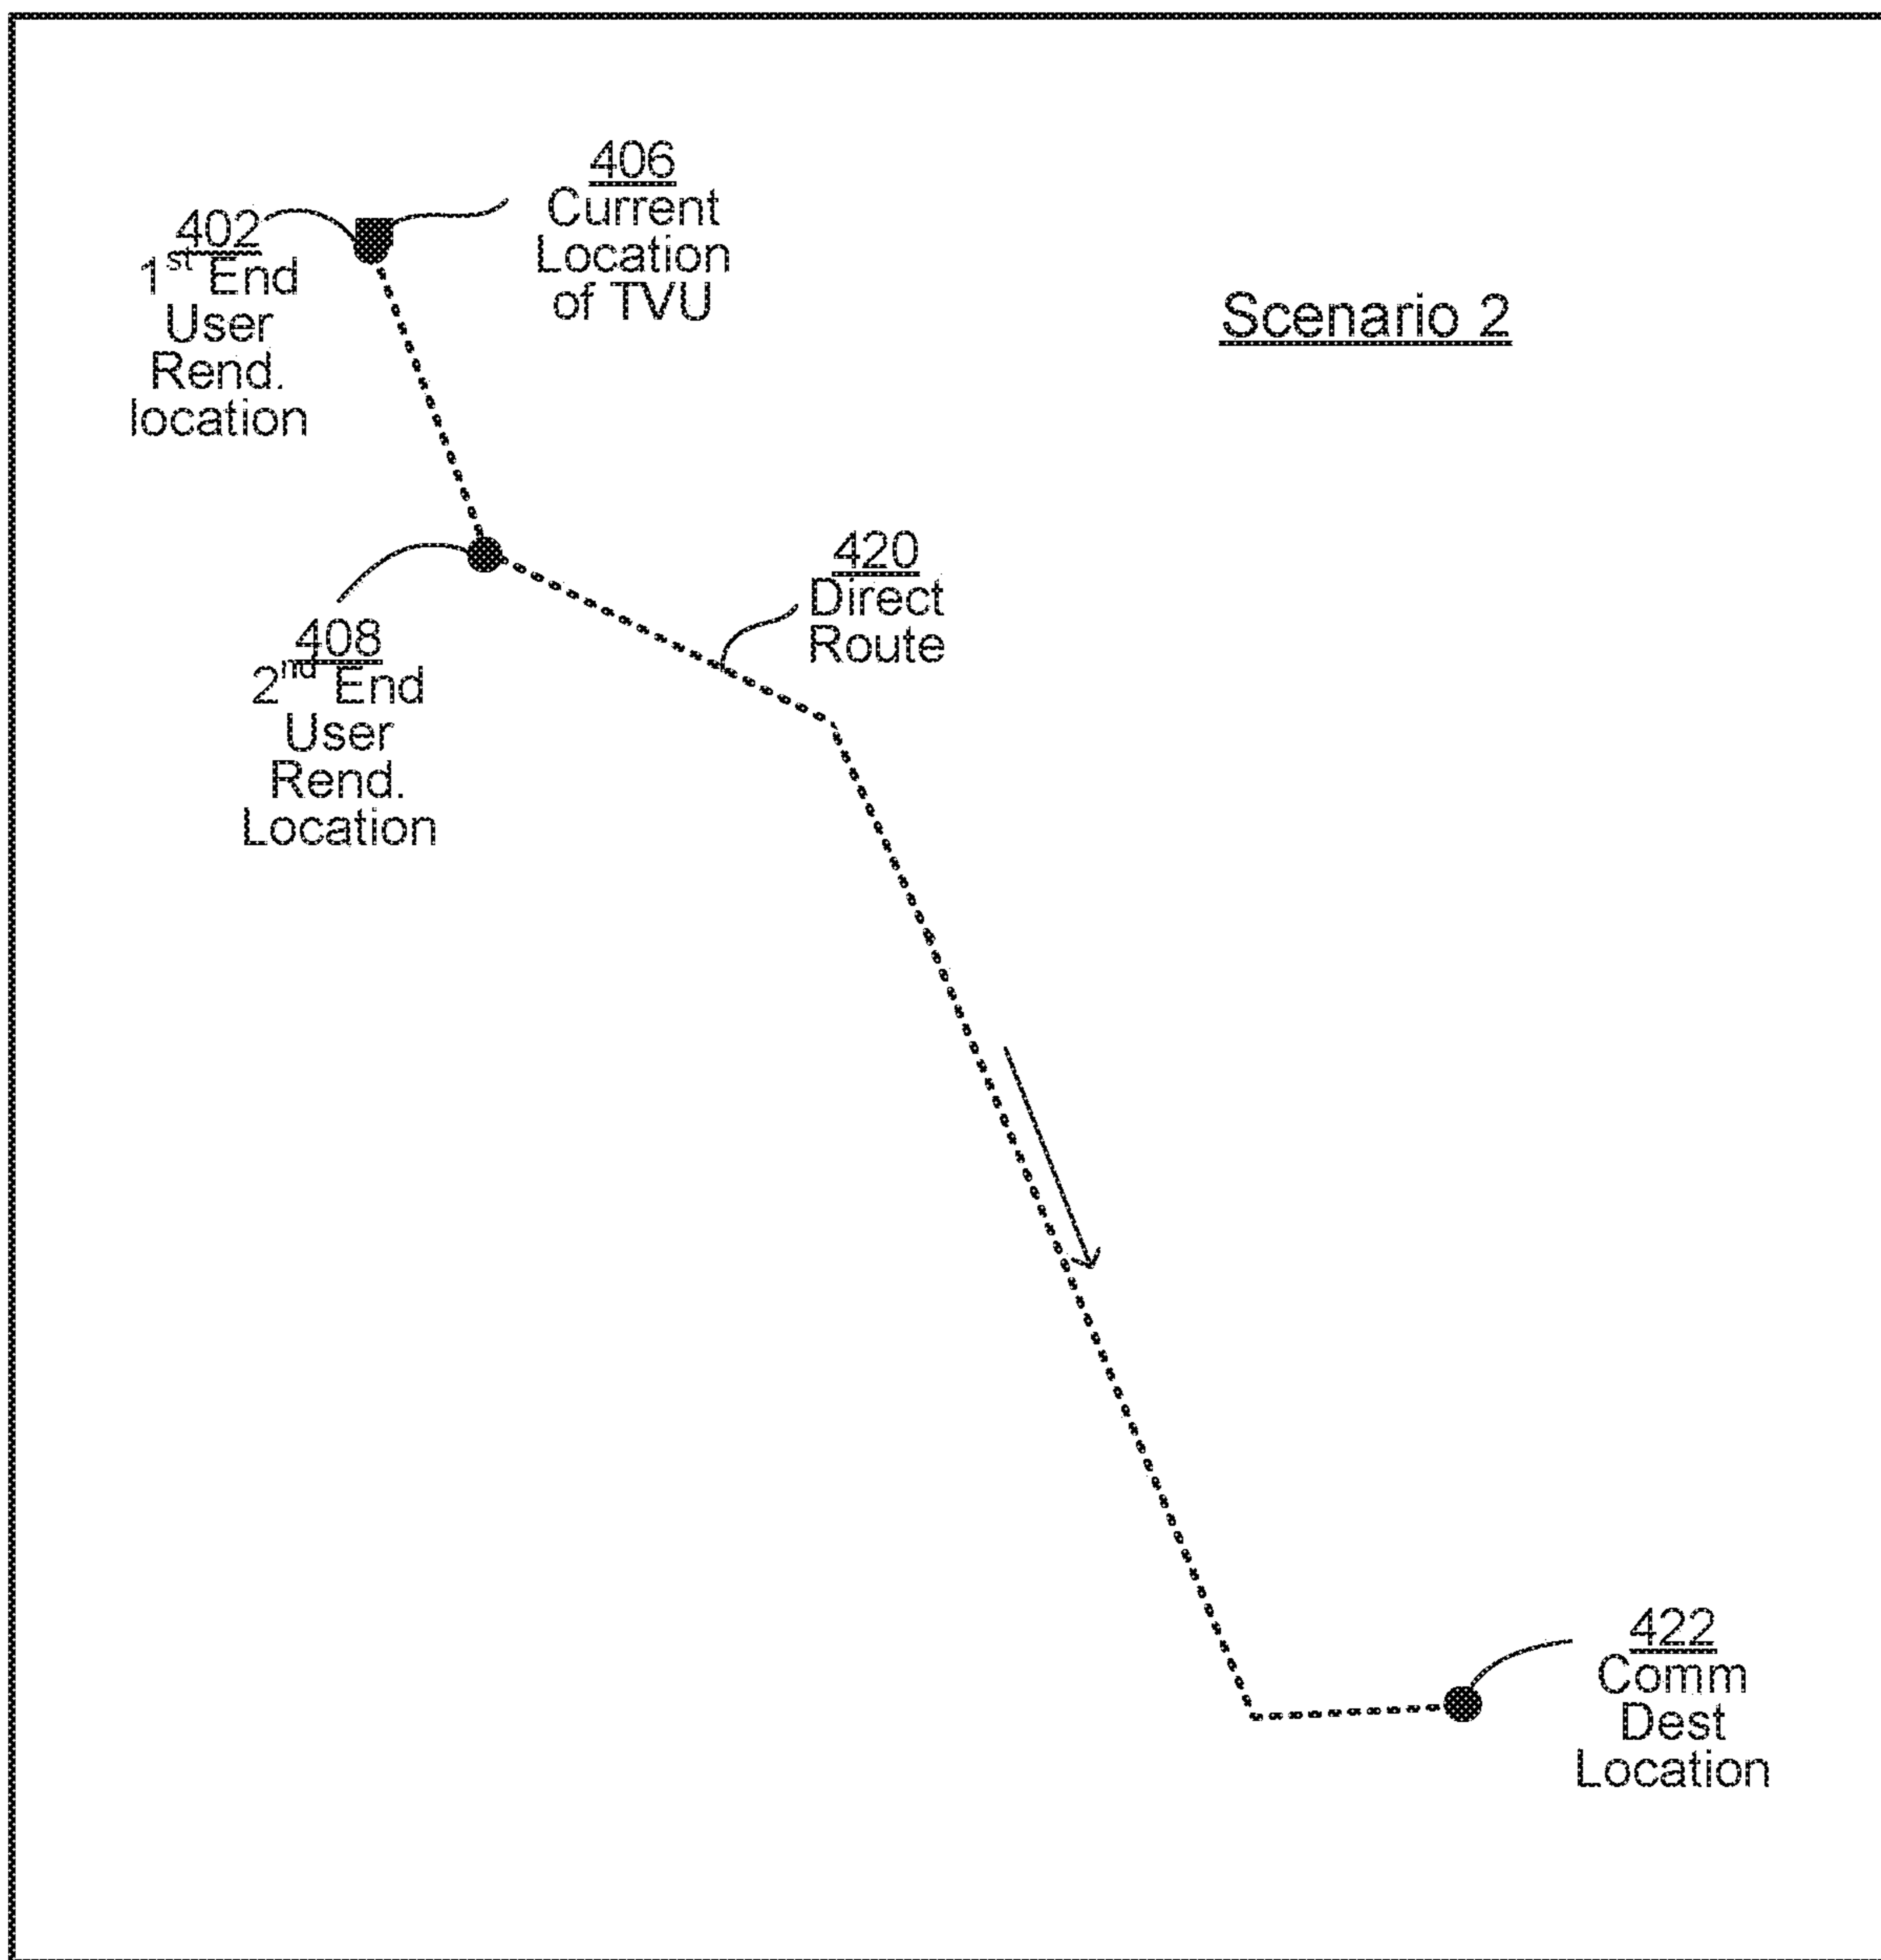 406
Current
Location
of TVU
402
1st End
User
Rend.
location
Scenario 2
420
Direct
Route
408
2nd End
User
Rend.
Location
422
Comm
Dest
Location